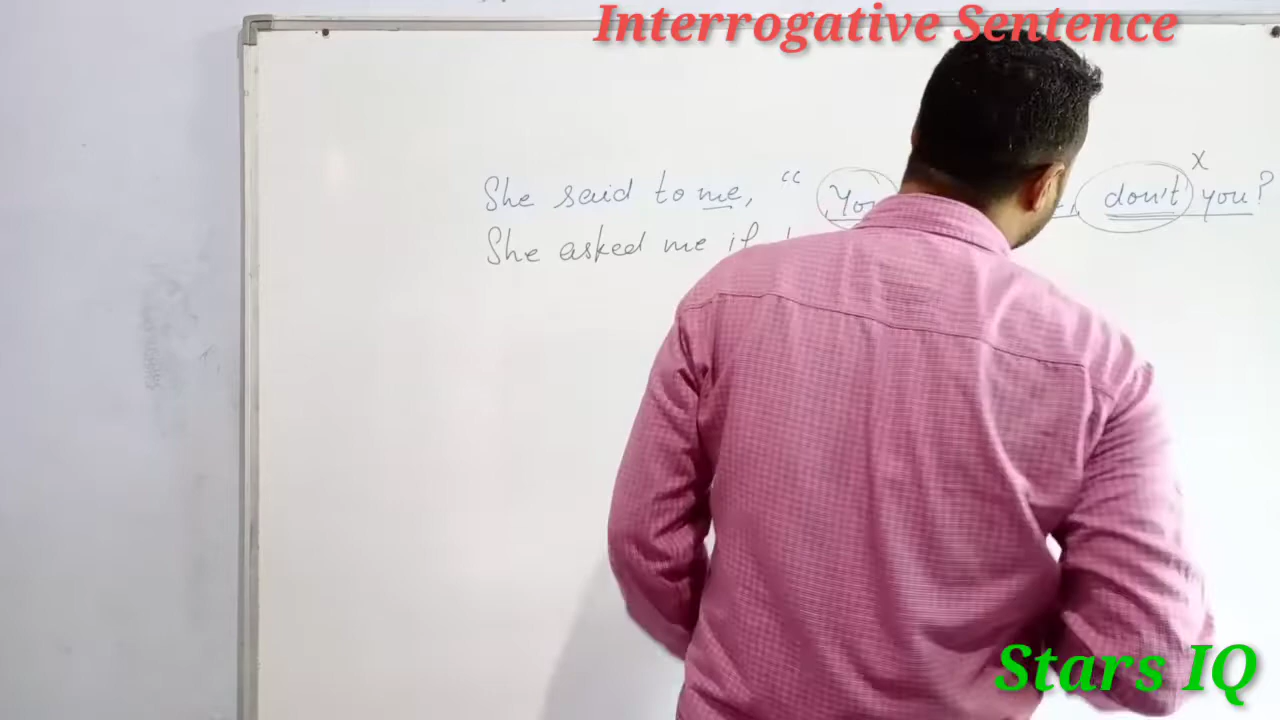 Interrogative Sentence
x
She said to me, “ You don't you?
She asked me if
Stars IQ